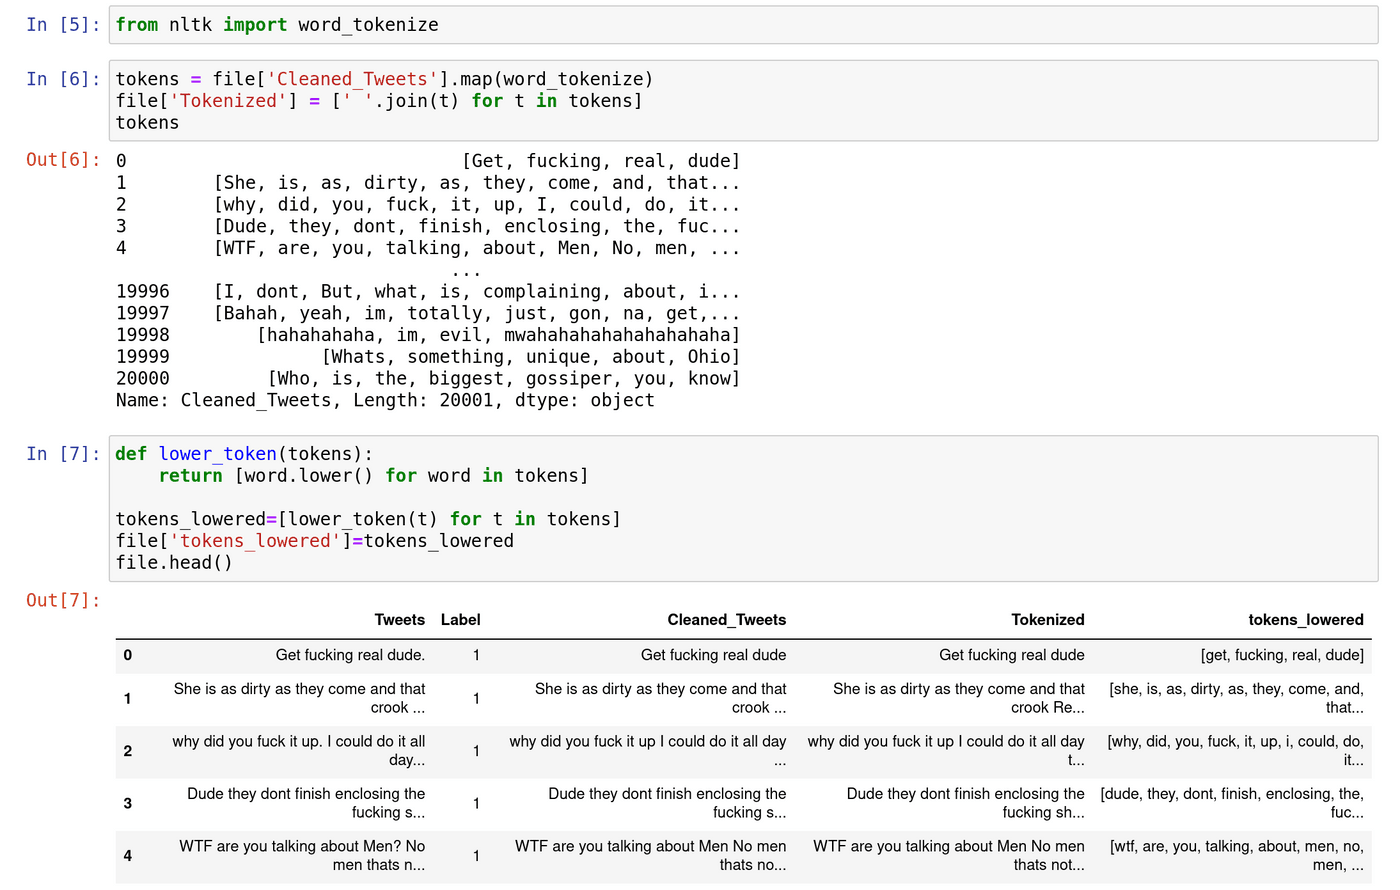 In [5]: from nltk import word_tokenize
In [6]: tokens = file['Cleaned_Tweets'].map(word_tokenize)
file['Tokenized'] = [' '.join(t) for t in tokens]
tokens
Out[6]: 0 [Get, fucking, real, dude]
1 [She, is, as, dirty, as, they, come, and, that...
2 [why, did, you, fuck, it, up, I, could, do, it...
3 [Dude, they, dont, finish, enclosing, the, fuc...
4 [WTF, are, you, talking, about, Men, No, men, ...
...
19996 [I, dont, But, what, is, complaining, about, i...
19997 [Bahah, yeah, im, totally, just, gon, na, get,...
19998 [hahahahaha, im, evil, mwahahahahahahahahaha]
19999 [Whats, something, unique, about, Ohio]
20000 [Who, is, the, biggest, gossiper, you, know]
Name: Cleaned_Tweets, Length: 20001, dtype: object
In [7]: def lower_token(tokens):
return [word.lower() for word in tokens]
tokens_lowered=[lower_token(t) for t in tokens]
file['tokens_lowered']=tokens_lowered
file.head()
Out[7]:
Tweets Label Cleaned_Tweets Tokenized tokens_lowered
0 Get fucking real dude. 1 Get fucking real dude Get fucking real dude [get, fucking, real, dude]
1 She is as dirty as they come and that 1 She is as dirty as they come and that She is as dirty as they come and that [she, is, as, dirty, as, they, come, and,
crook ... crook ... crook Re... that...
2 why did you fuck it up. I could do it all 1 why did you fuck it up I could do it all day why did you fuck it up I could do it all day [why, did, you, fuck, it, up, i, could, do,
day... ... t... it...
3 Dude they dont finish enclosing the 1 Dude they dont finish enclosing the Dude they dont finish enclosing the [dude, they, dont, finish, enclosing, the,
fucking s... fucking s... fucking sh... fuc...
4 WTF are you talking about Men? No 1 WTF are you talking about Men No men WTF are you talking about Men No men [wtf, are, you, talking, about, men, no,
men thats n... thats no... thats not... men, ...